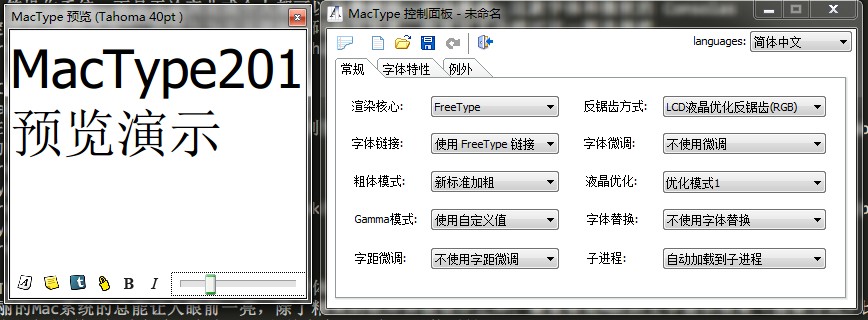 MacType 预览 (Tahoma 40pt )
MacType201
预览演示
B I
MacType 控制面板 - 未命名
languages: 简体中文
常规 字体特性 例外
渲染核心: FreeType 反锯齿方式: LCD液晶优化反锯齿(RGB)
字体链接: 使用 FreeType 链接 字体微调: 不使用微调
粗体模式: 新标准加粗 液晶优化: 优化模式1
Gamma模式: 使用自定义值 字体替换: 不使用字体替换
字距微调: 不使用字距微调 子进程: 自动加载到子进程
丽的Mac系统的总能让人眼前一亮，除了